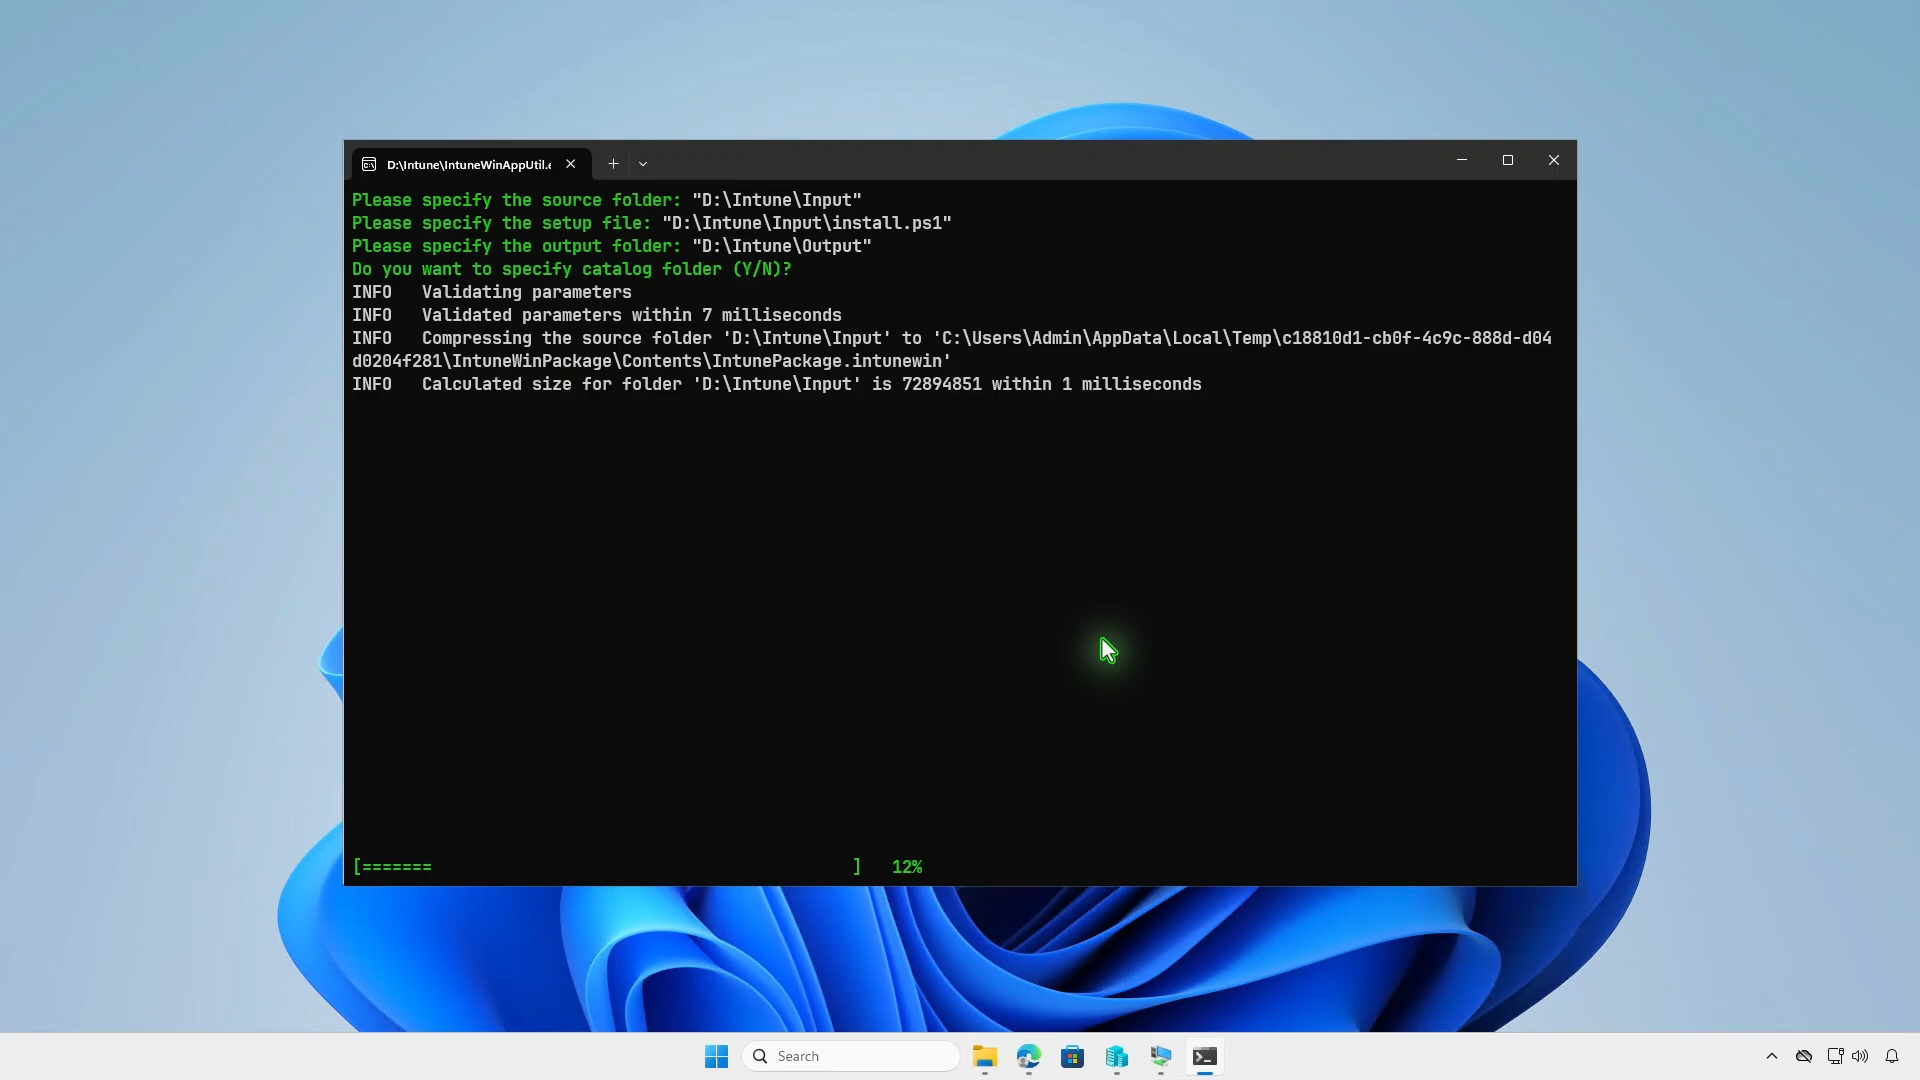 D:\Intune\IntuneWinAppUtil.e
Please specify the source folder: "D:\Intune\Input"
Please specify the setup file: "D:\Intune\Input\install.ps1"
Please specify the output folder: "D:\Intune\Output"
Do you want to specify catalog folder (Y/N)?
INFO   Validating parameters
INFO   Validated parameters within 7 milliseconds
INFO   Compressing the source folder 'D:\Intune\Input' to 'C:\Users\Admin\AppData\Local\Temp\c18810d1-cb0f-4c9c-888d-d04
d0204f281\IntuneWinPackage\Contents\IntunePackage.intunewin'
INFO   Calculated size for folder 'D:\Intune\Input' is 72894851 within 1 milliseconds
[=======                                          ]   12%
Search